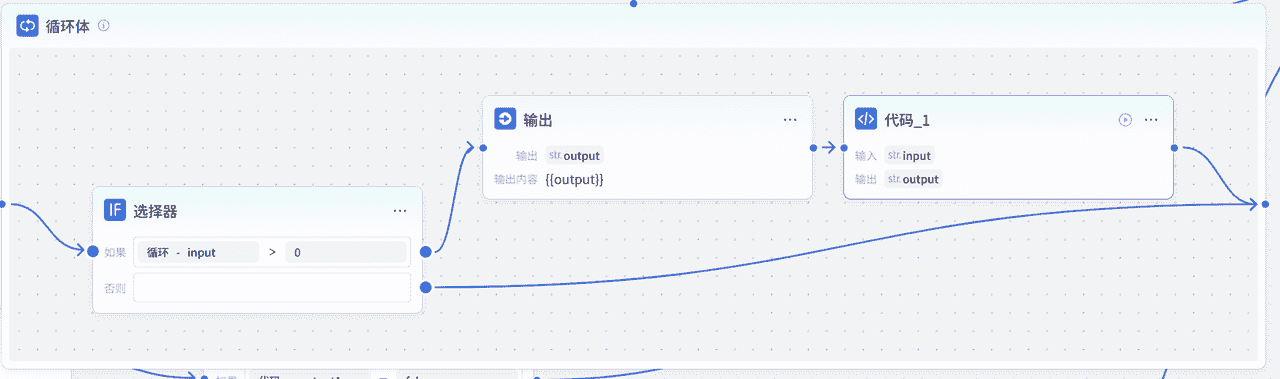 循环体
输出
输出 str. output
输出内容 {{output}}
代码_1
输入 str. input
输出 str. output
IF 选择器
如果 循环 - input > 0
否则